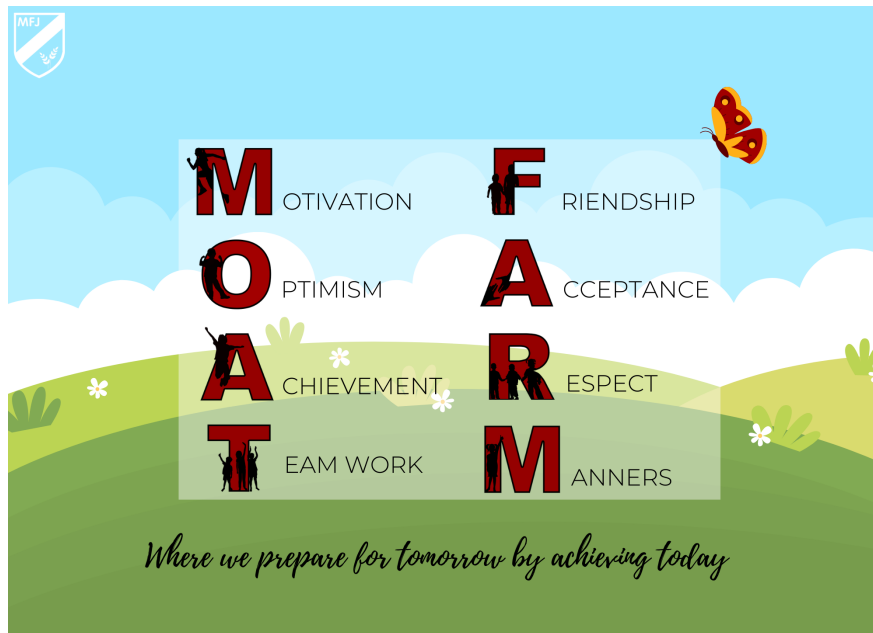 MFJ
MOTIVATION
OPTIMISM
ACHIEVEMENT
TEAM WORK
FRIENDSHIP
ACCEPTANCE
RESPECT
MANNERS
Where we prepare for tomorrow by achieving today